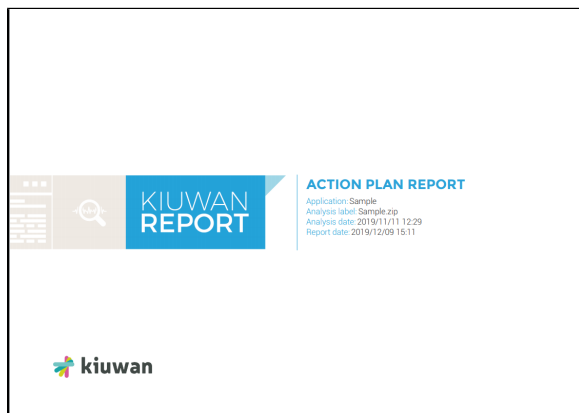 KIUWAN
REPORT
ACTION PLAN REPORT
Application: Sample
Analysis label: Sample.zip
Analysis date: 2019/11/11 12:29
Report date: 2019/12/09 15:11
kiuwan